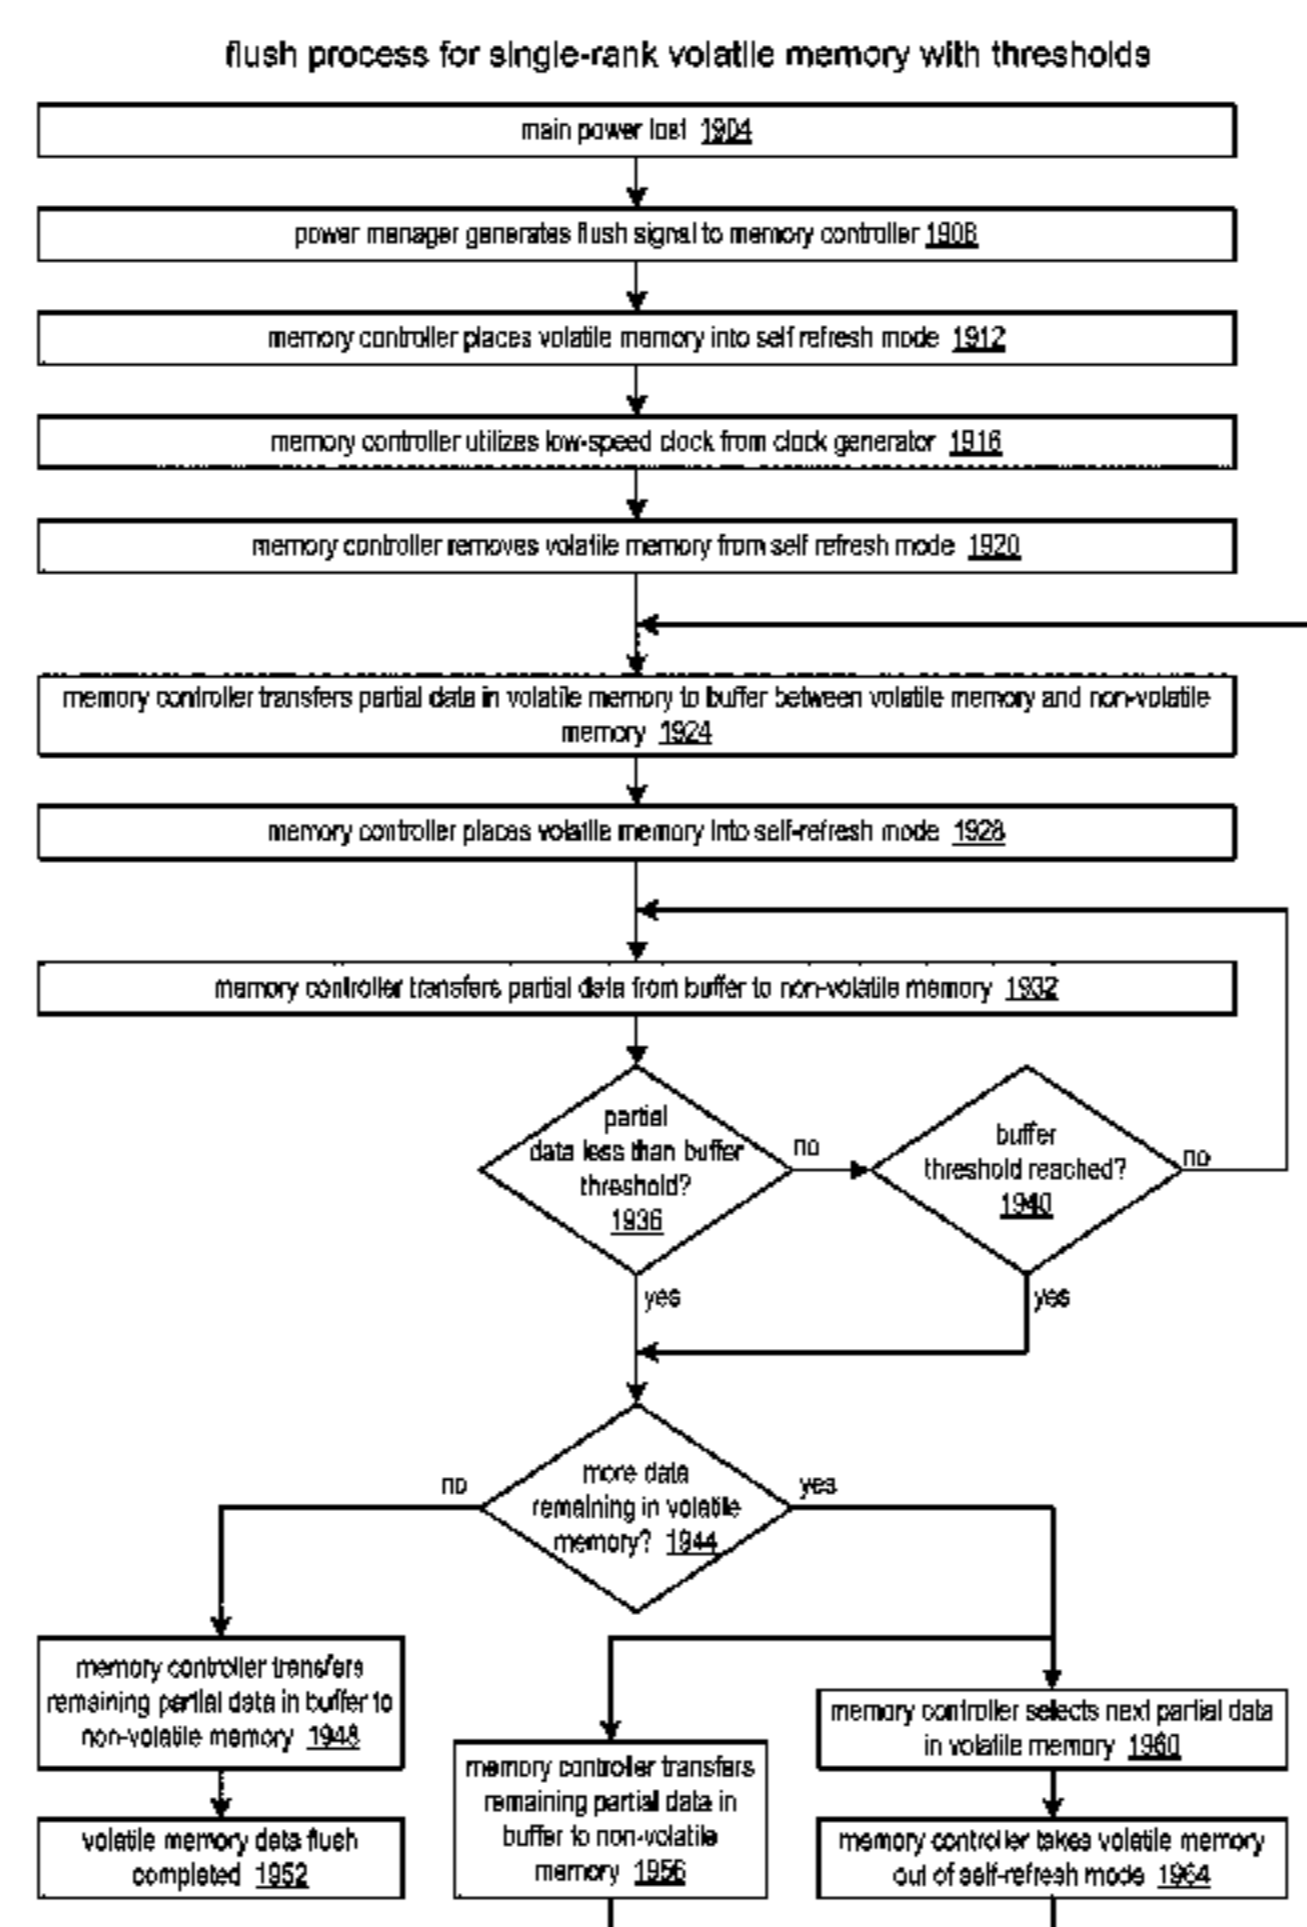 flush process for single-rank volatile memory with thresholds
main power lost 1904
power manager generates flush signal to memory controller 1908
memory controller places volatile memory into self refresh mode 1912
memory controller utilizes low-speed clock from clock generator 1916
memory controller removes volatile memory from self refresh mode 1920
memory controller transfers partial data in volatile memory to buffer between volatile memory and non-volatile
memory 1924
memory controller places volatile memory into self-refresh mode 1928
memory controller transfers partial data from buffer to non-volatile memory 1932
partial
data less than buffer
threshold?
1936
no
buffer
threshold reached?
1940
no
yes
yes
no
more data
remaining in volatile
memory? 1944
yes
memory controller transfers
remaining partial data in buffer to
non-volatile memory 1948
memory controller transfers
remaining partial data in
buffer to non-volatile
memory 1956
memory controller selects next partial data
in volatile memory 1960
volatile memory data flush
completed 1952
memory controller takes volatile memory
out of self-refresh mode 1964